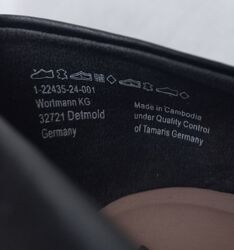 1-22435-24-001
Wortmann KG
32721 Detmold
Germany
Made in Cambodia
under Quality Control
of Tamaris Germany